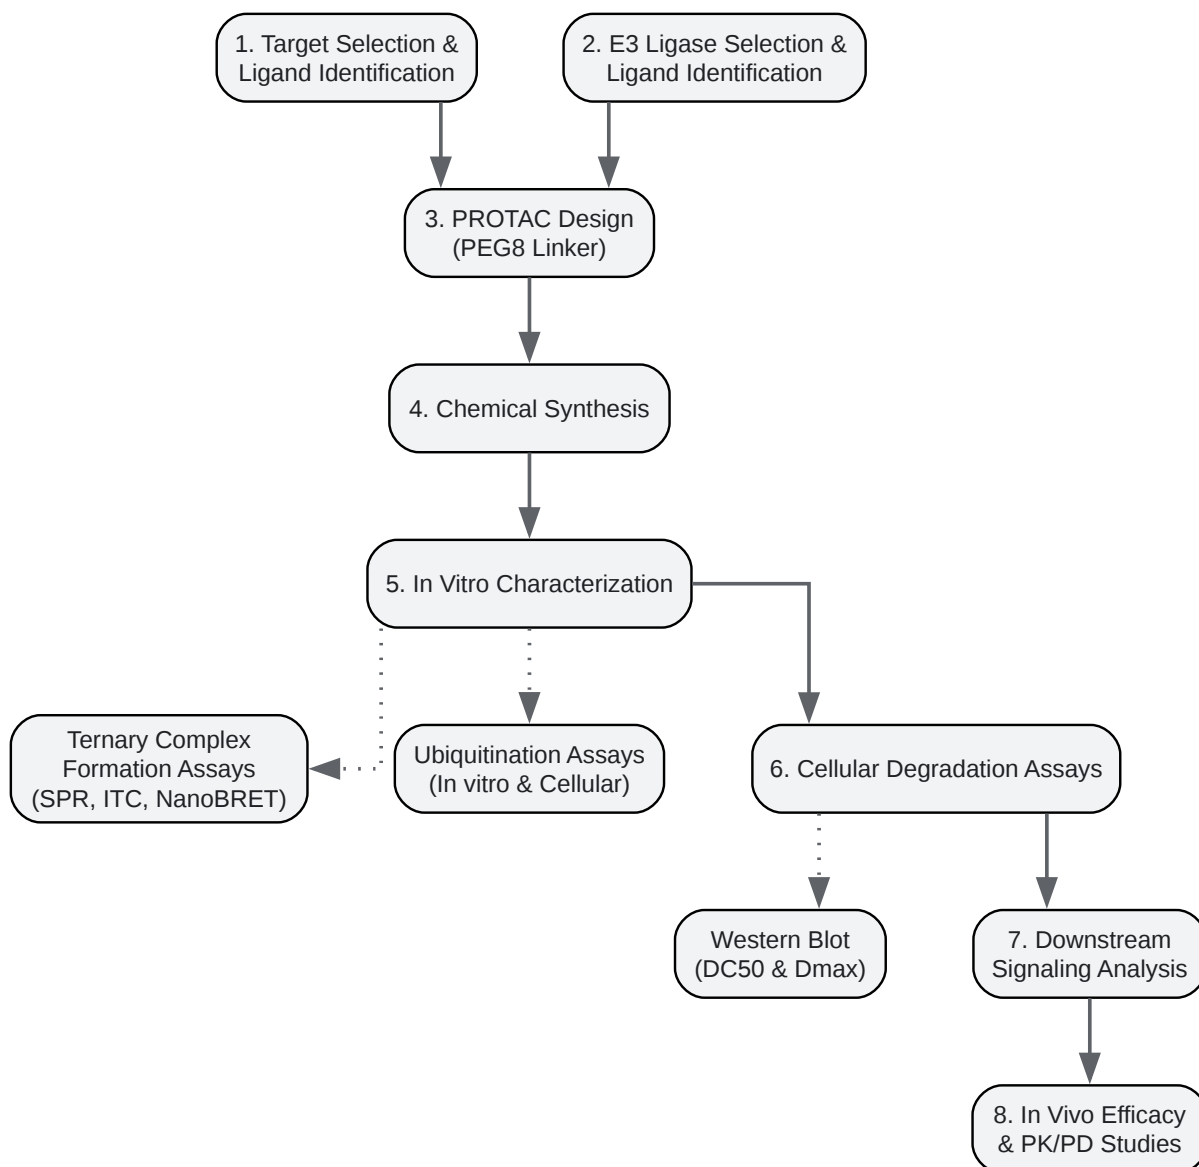 1. Target Selection &
Ligand Identification
2. E3 Ligase Selection &
Ligand Identification
3. PROTAC Design
(PEG8 Linker)
4. Chemical Synthesis
5. In Vitro Characterization
Ternary Complex
Formation Assays
(SPR, ITC, NanoBRET)
Ubiquitination Assays
(In vitro & Cellular)
6. Cellular Degradation Assays
Western Blot
(DC50 & Dmax)
7. Downstream
Signaling Analysis
8. In Vivo Efficacy
& PK/PD Studies